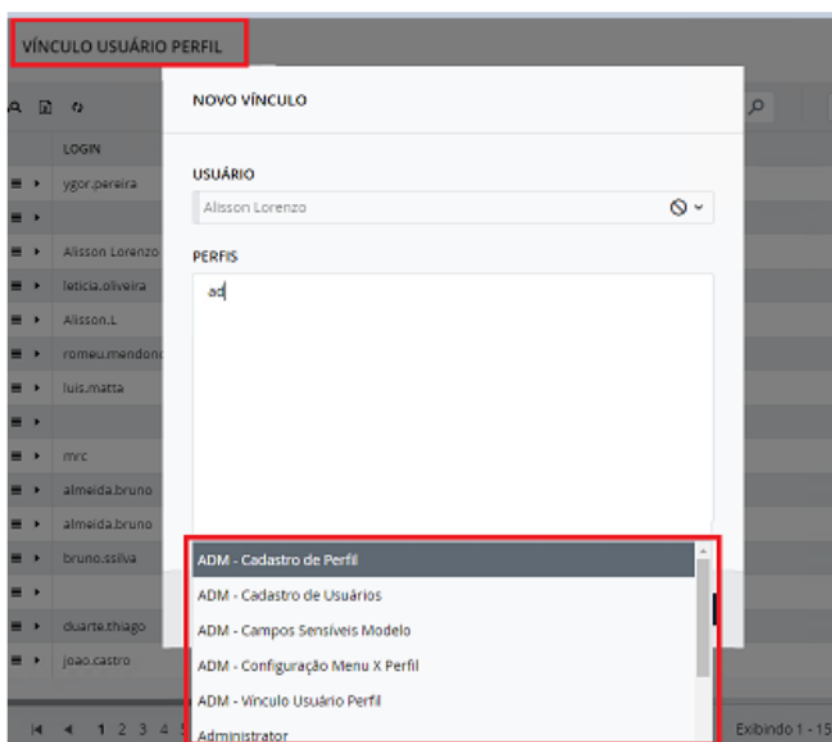 VÍNCULO USUÁRIO PERFIL
NOVO VÍNCULO
LOGIN
USUÁRIO
ygor.pereira
Alisson Lorenzo
Alisson Lorenzo
PERFIS
leticia.oliveira
ad
Alisson.L
romeu.mendonc
luis.matta
mrc
almeida.bruno
almeida.bruno
bruno.ssilva
ADM - Cadastro de Perfil
ADM - Cadastro de Usuários
duarte.thiago
ADM - Campos Sensíveis Modelo
joao.castro
ADM - Configuração Menu X Perfil
ADM - Vínculo Usuário Perfil
1 2 3 4 5
Administrator
Exibindo 1 - 15